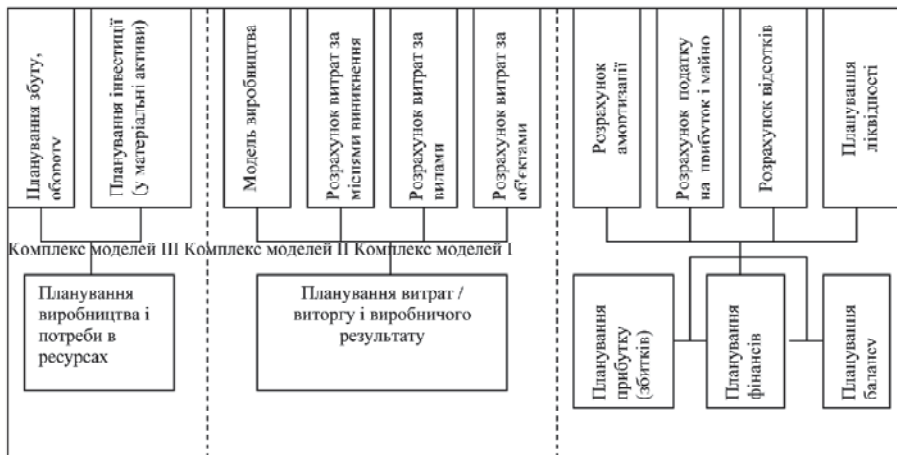 Планування збуту,
обороту
Планування інвестиції
(у матеріальні активи)
Модель виробництва
Розрахунок витрат за
місцями виникнення
Розрахунок витрат за
видами
Розрахунок витрат за
об'єктами
Розрахунок
амортизації
Розрахунок податку
на прибуток і майно
Розрахунок відсотків
Планування
ліквідності
Комплекс моделей III Комплекс моделей II Комплекс моделей I
Планування
виробництва і
потреби в
ресурсах
Планування витрат /
виторгу і виробничого
результату
Планування
прибутку
(збитків)
Планування
фінансів
Планування
балансу